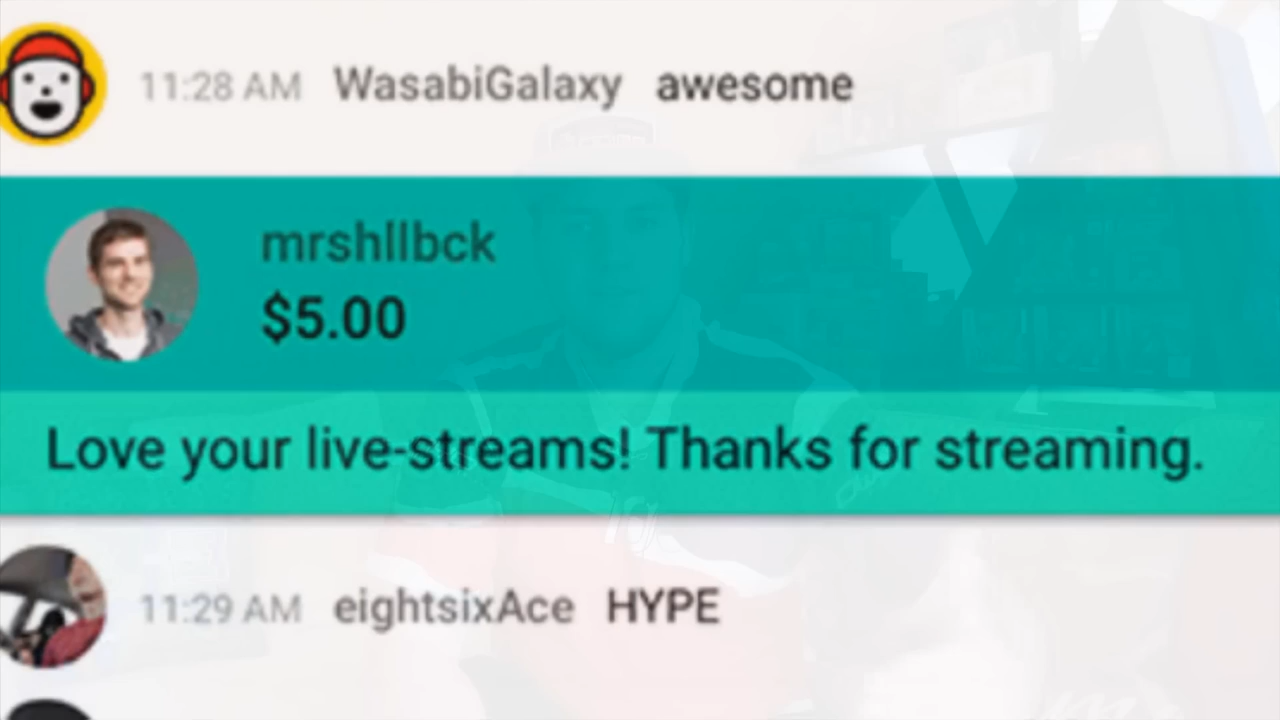 11:28 AM WasabiGalaxy awesome
mrshllbck
$5.00
Love your live-streams! Thanks for streaming.
11:29 AM eightsixAce HYPE